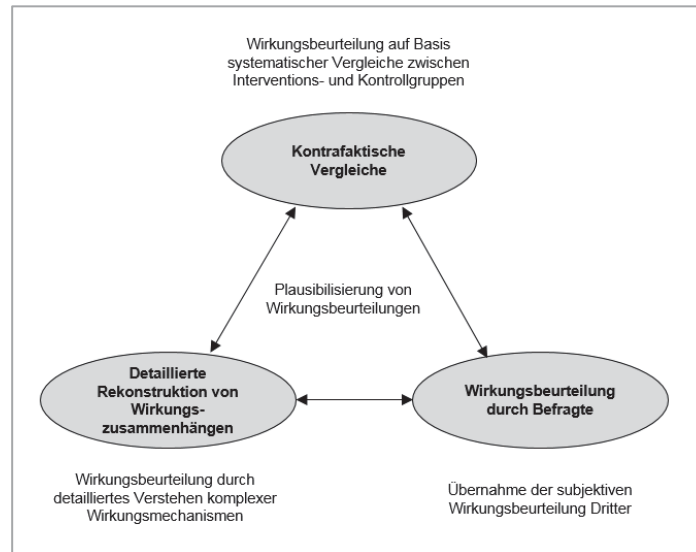 Wirkungsbeurteilung auf Basis
systematischer Vergleiche zwischen
Interventions- und Kontrollgruppen
Kontrafaktische
Vergleiche
Plausibilisierung von
Wirkungsbeurteilungen
Detaillierte
Rekonstruktion von
Wirkungs-
zusammenhängen
Wirkungsbeurteilung
durch Befragte
Wirkungsbeurteilung durch
detailliertes Verstehen komplexer
Wirkungsmechanismen
Übernahme der subjektiven
Wirkungsbeurteilung Dritter